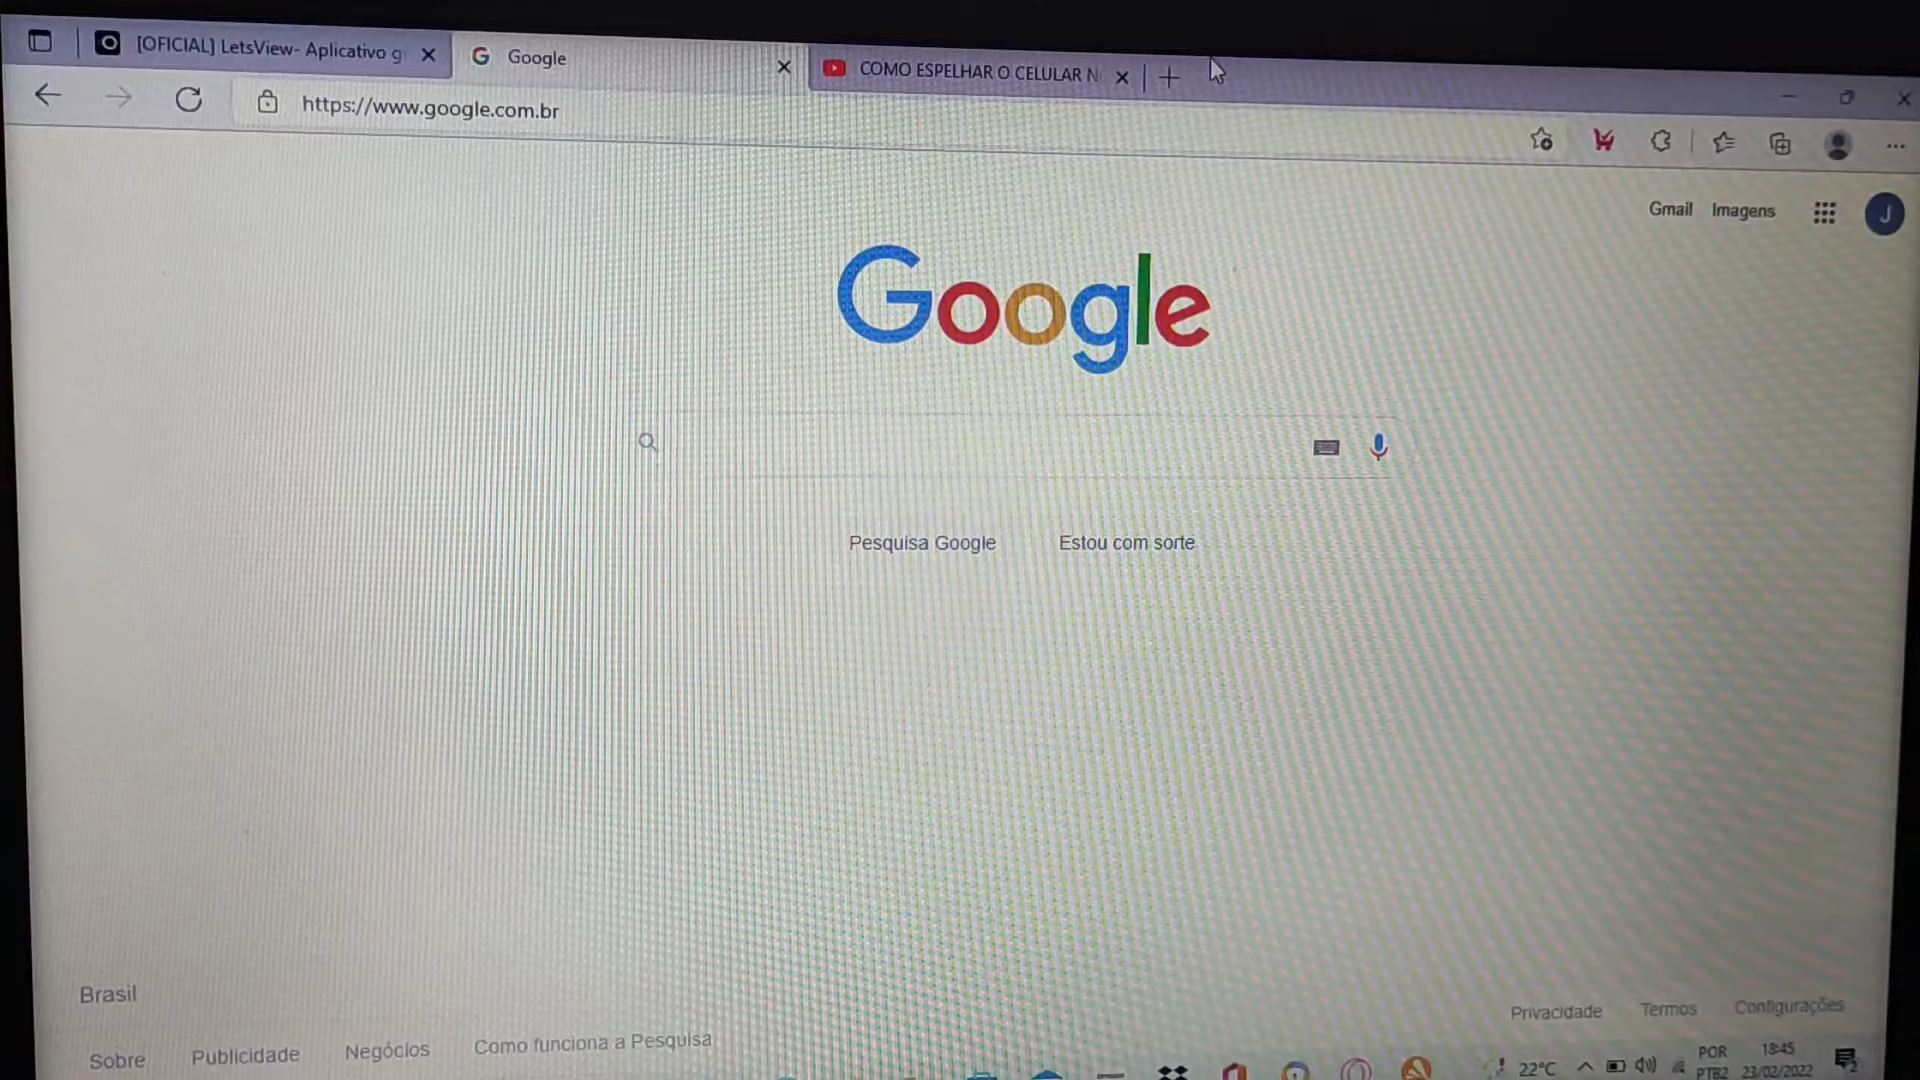 [OFICIAL] LetsView- Aplicativo g
Google
COMO ESPELHAR O CELULAR N
https://www.google.com.br
Gmail
Imagens
J
Google
Pesquisa Google
Estou com sorte
Brasil
Privacidade
Termos
Configurações
Sobre
Publicidade
Negócios
Como funciona a Pesquisa
22°C
POR
PTB2
18:45
23/02/2022
2